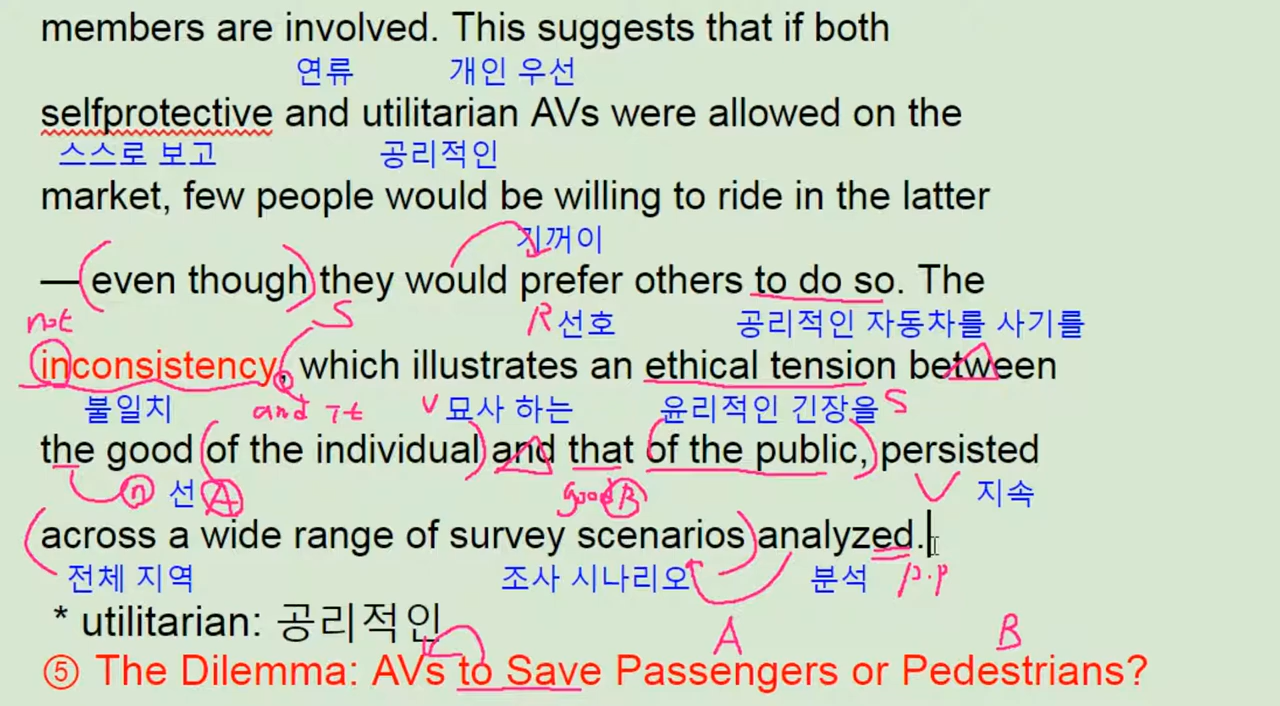 members are involved. This suggests that if both
연류 개인 우선
selfprotective and utilitarian AVs were allowed on the
스스로 보고 공리적인
market, few people would be willing to ride in the latter
기꺼이
— even though they would prefer others to do so. The
not S R 선호 공리적인 자동차를 사기를
inconsistency, which illustrates an ethical tension between
불일치 and it V 묘사 하는 윤리적인 긴장을 S
the good of the individual and that of the public, persisted
n 선 A good B V 지속
across a wide range of survey scenarios analyzed.
전체 지역 조사 시나리오 분석 p.p
* utilitarian: 공리적인
A B
⑤ The Dilemma: AVs to Save Passengers or Pedestrians?